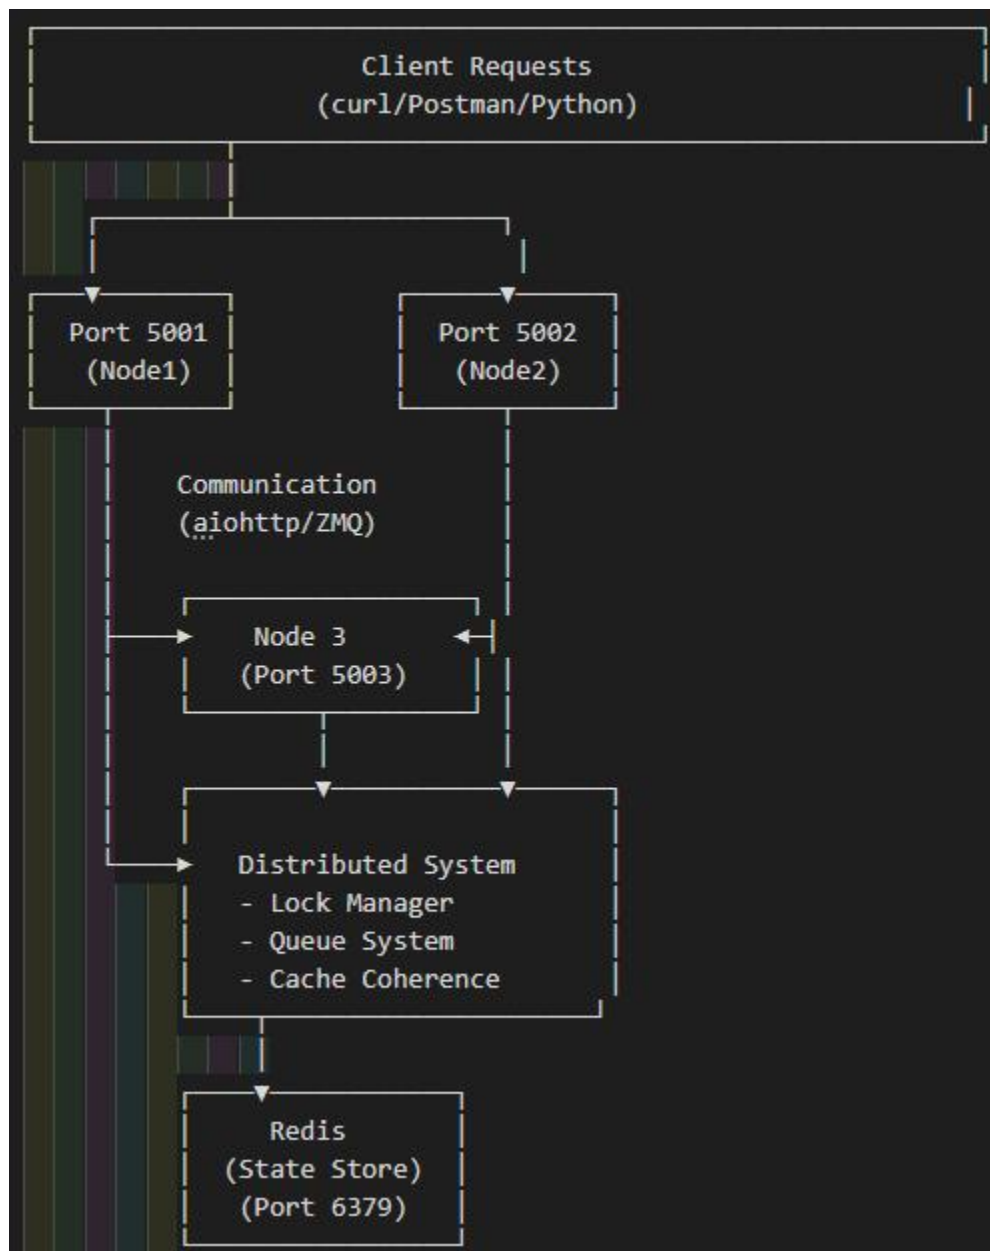 Client Requests
(curl/Postman/Python)
Port 5001
(Node1)
Port 5002
(Node2)
Communication
(aiohttp/ZMQ)
Node 3
(Port 5003)
Distributed System
- Lock Manager
- Queue System
- Cache Coherence
Redis
(State Store)
(Port 6379)